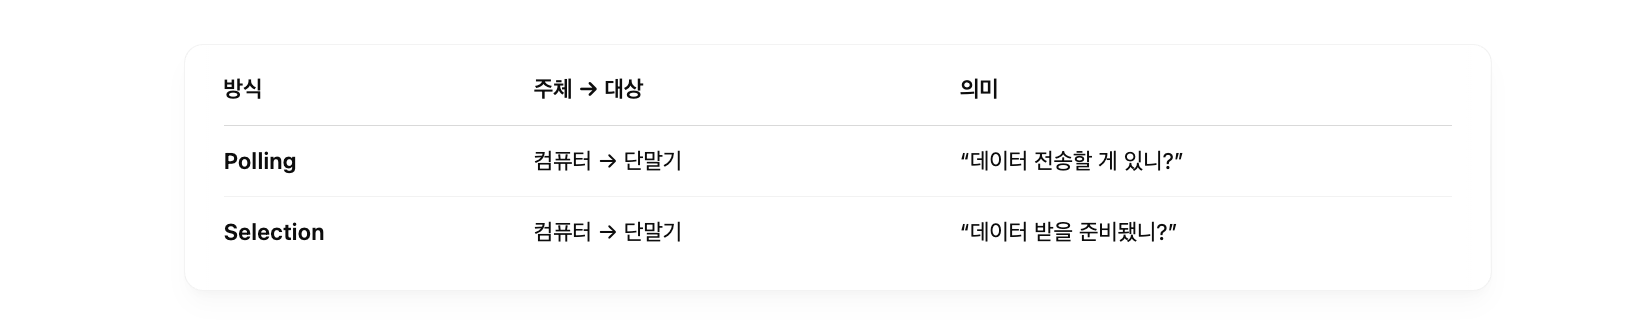 방식 주체 → 대상 의미
Polling 컴퓨터 → 단말기 “데이터 전송할 게 있니?”
Selection 컴퓨터 → 단말기 “데이터 받을 준비됐니?”